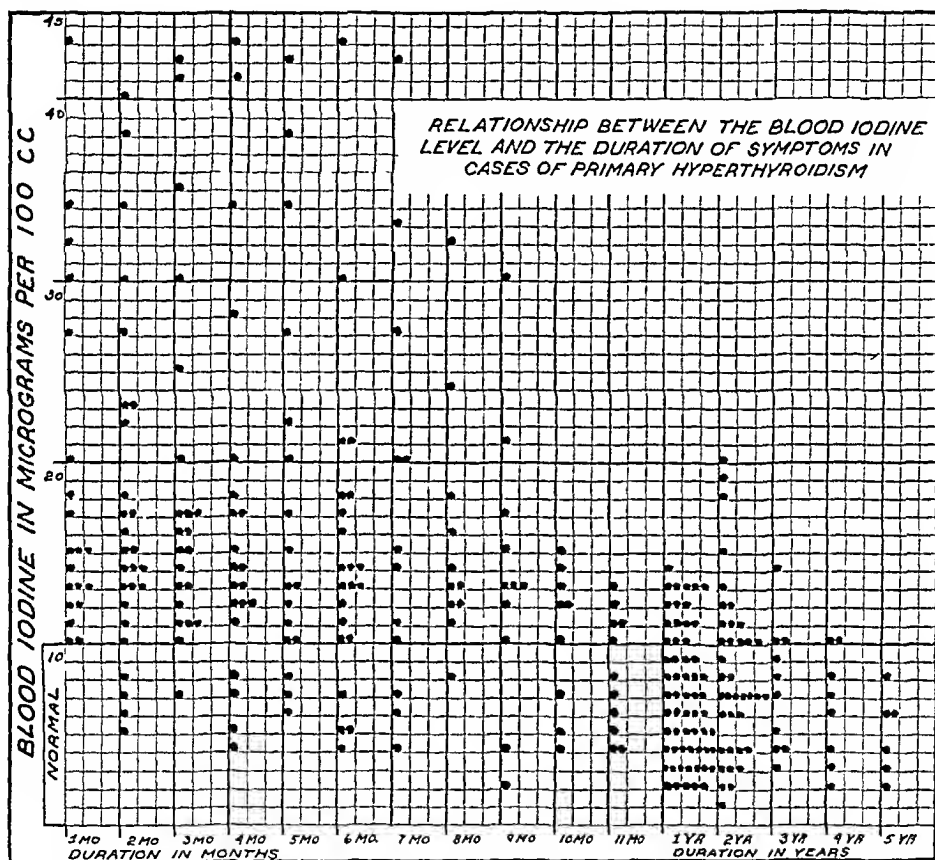 45
40
30
20
10
BLOOD IODINE IN MICROGRAMS PER 100 CC
NORMAL
RELATIONSHIP BETWEEN THE BLOOD IODINE
LEVEL AND THE DURATION OF SYMPTOMS IN
CASES OF PRIMARY HYPERTHYROIDISM
1 MO 2 MO 3 MO 4 MO 5 MO 6 MO. 7 MO 8 MO 9 MO 10 MO 11 MO 1 YR 2 YR 3 YR 4 YR 5 YR
DURATION IN MONTHS DURATION IN YEARS